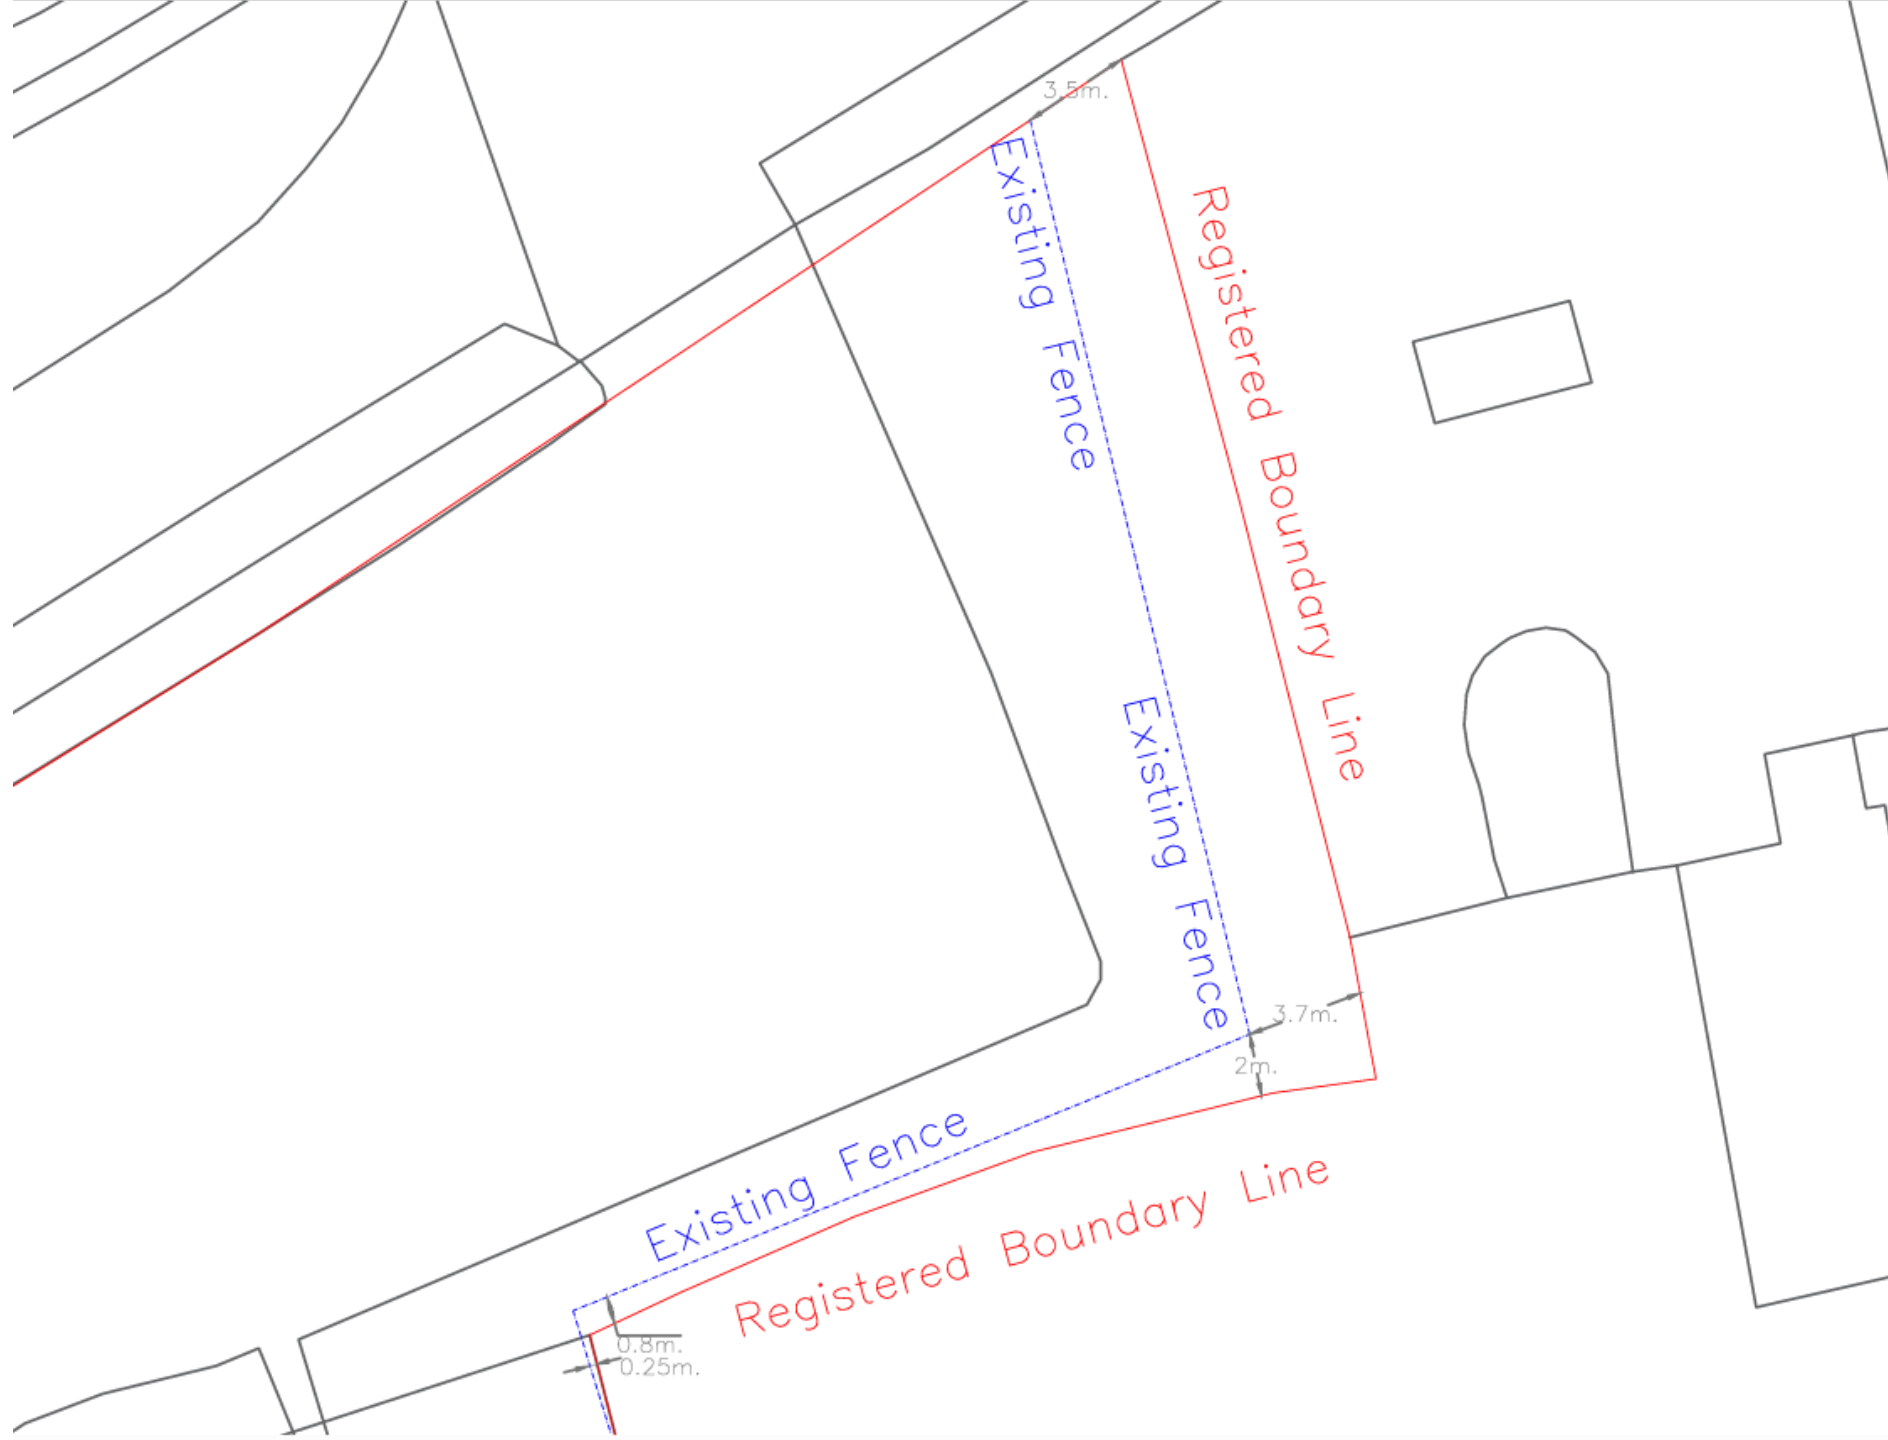 3.5m.
Existing Fence
Registered Boundary Line
Existing Fence
3.7m.
2m.
Existing Fence
Registered Boundary Line
0.8m.
0.25m.